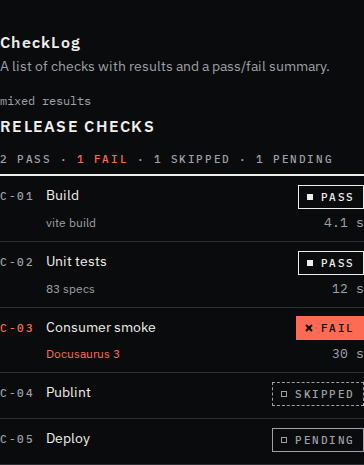 CheckLog
A list of checks with results and a pass/fail summary.
mixed results
RELEASE CHECKS
2 PASS · 1 FAIL · 1 SKIPPED · 1 PENDING
C-01 Build PASS
vite build 4.1 s
C-02 Unit tests PASS
83 specs 12 s
C-03 Consumer smoke FAIL
Docusaurus 3 30 s
C-04 Publint SKIPPED
C-05 Deploy PENDING